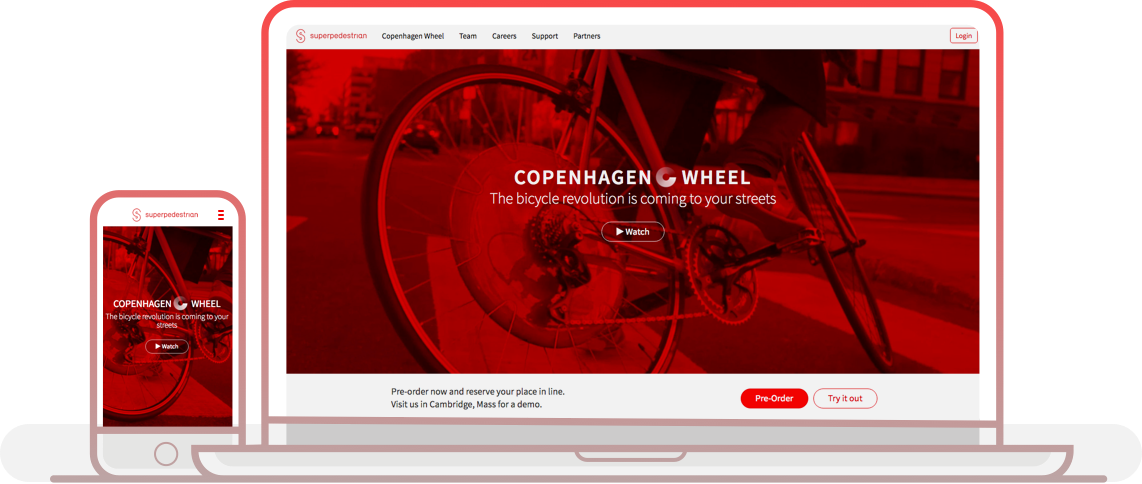 superpedestrian Copenhagen Wheel Team Careers Support Partners Login
COPENHAGEN WHEEL
The bicycle revolution is coming to your streets
Watch
Pre-order now and reserve your place in line.
Visit us in Cambridge, Mass for a demo.
Pre-Order Try it out
superpedestrian
COPENHAGEN WHEEL
The bicycle revolution is coming to your
streets
Watch